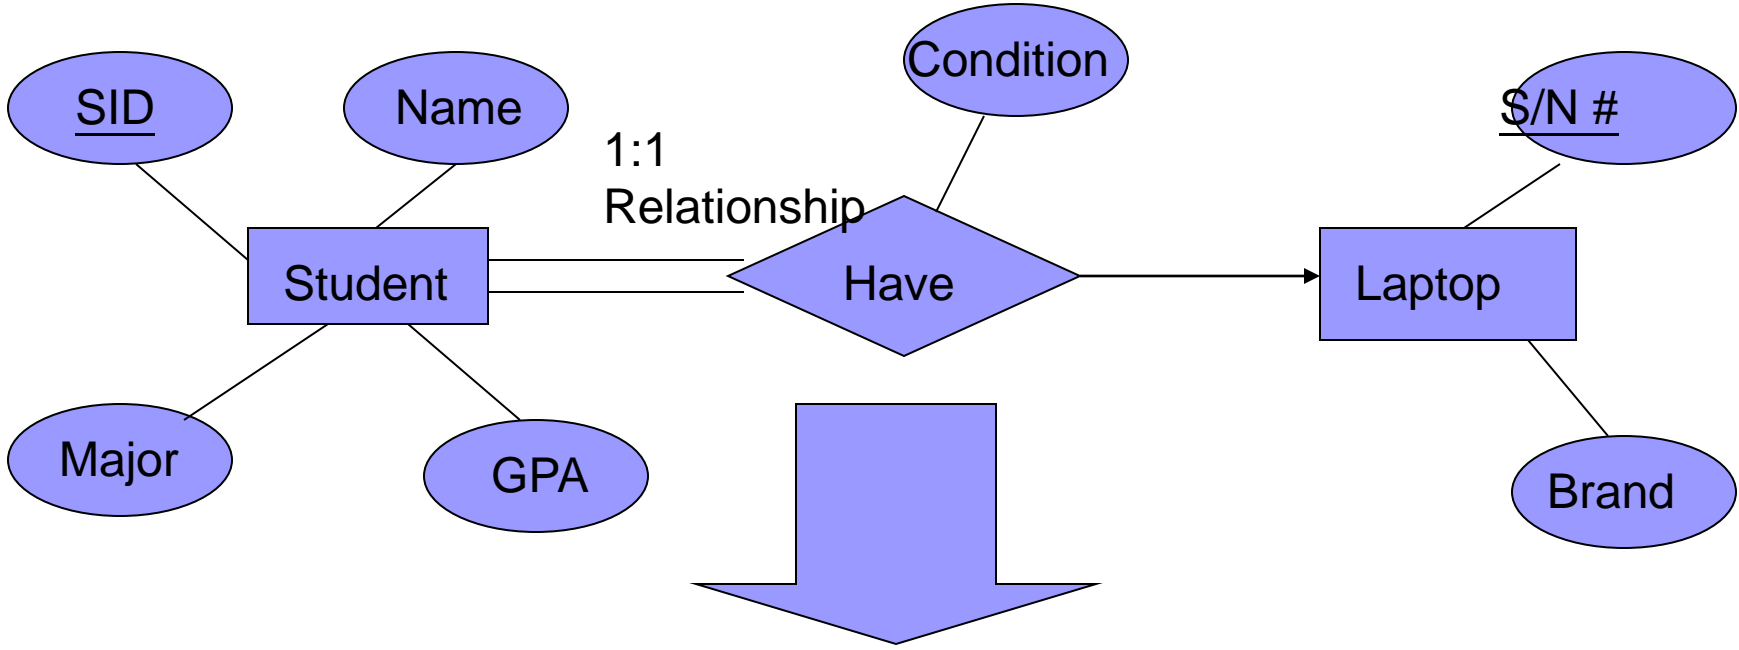 Condition
SID
Name
S/N #
1:1
Relationship
Student
Have
Laptop
Major
GPA
Brand